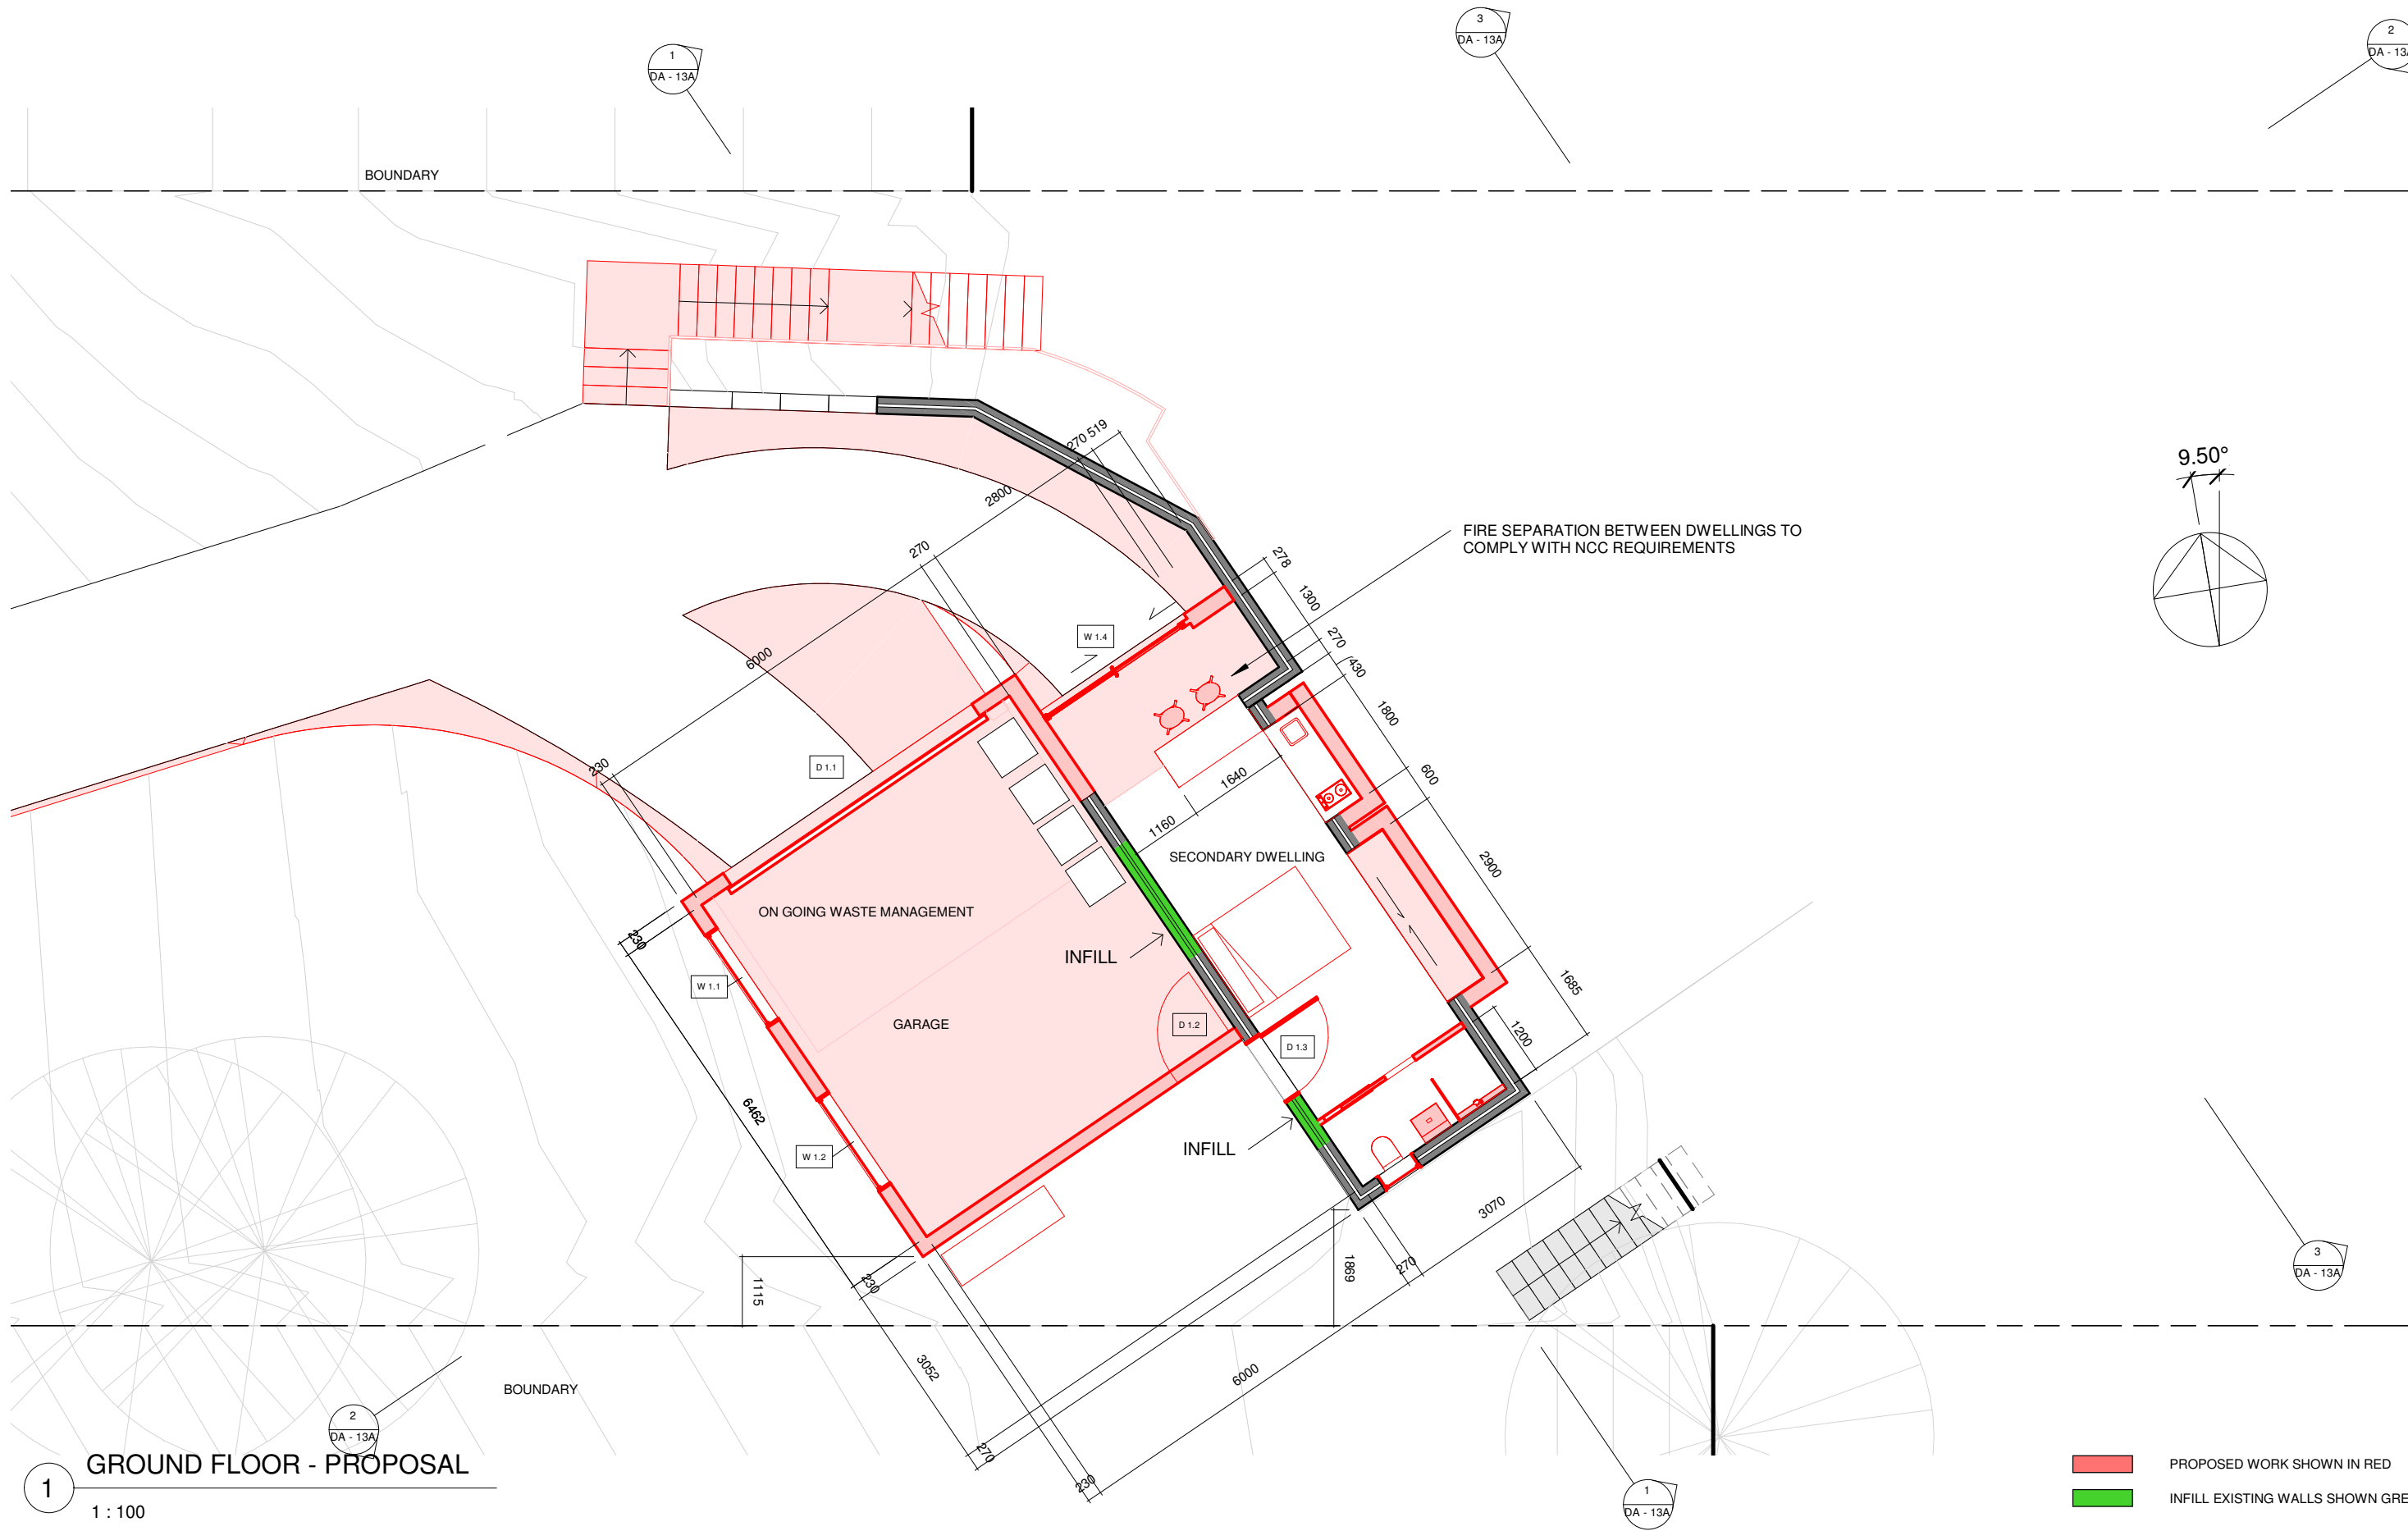 1
DA - 13A
3
DA - 13A
2
DA - 13A
BOUNDARY
270 519
2800
270
6000
230
9.50°
FIRE SEPARATION BETWEEN DWELLINGS TO
COMPLY WITH NCC REQUIREMENTS
278
1300
270
430
1800
600
2900
1685
1200
W 1.4
D 1.1
1640
1160
SECONDARY DWELLING
ON GOING WASTE MANAGEMENT
230
INFILL
W 1.1
GARAGE
D 1.2
D 1.3
6462
W 1.2
INFILL
3070
270
1869
1115
230
3052
6000
270
230
3
DA - 13A
BOUNDARY
2
DA - 13A
1
DA - 13A
1
GROUND FLOOR - PROPOSAL
1 : 100
PROPOSED WORK SHOWN IN RED
INFILL EXISTING WALLS SHOWN GRE